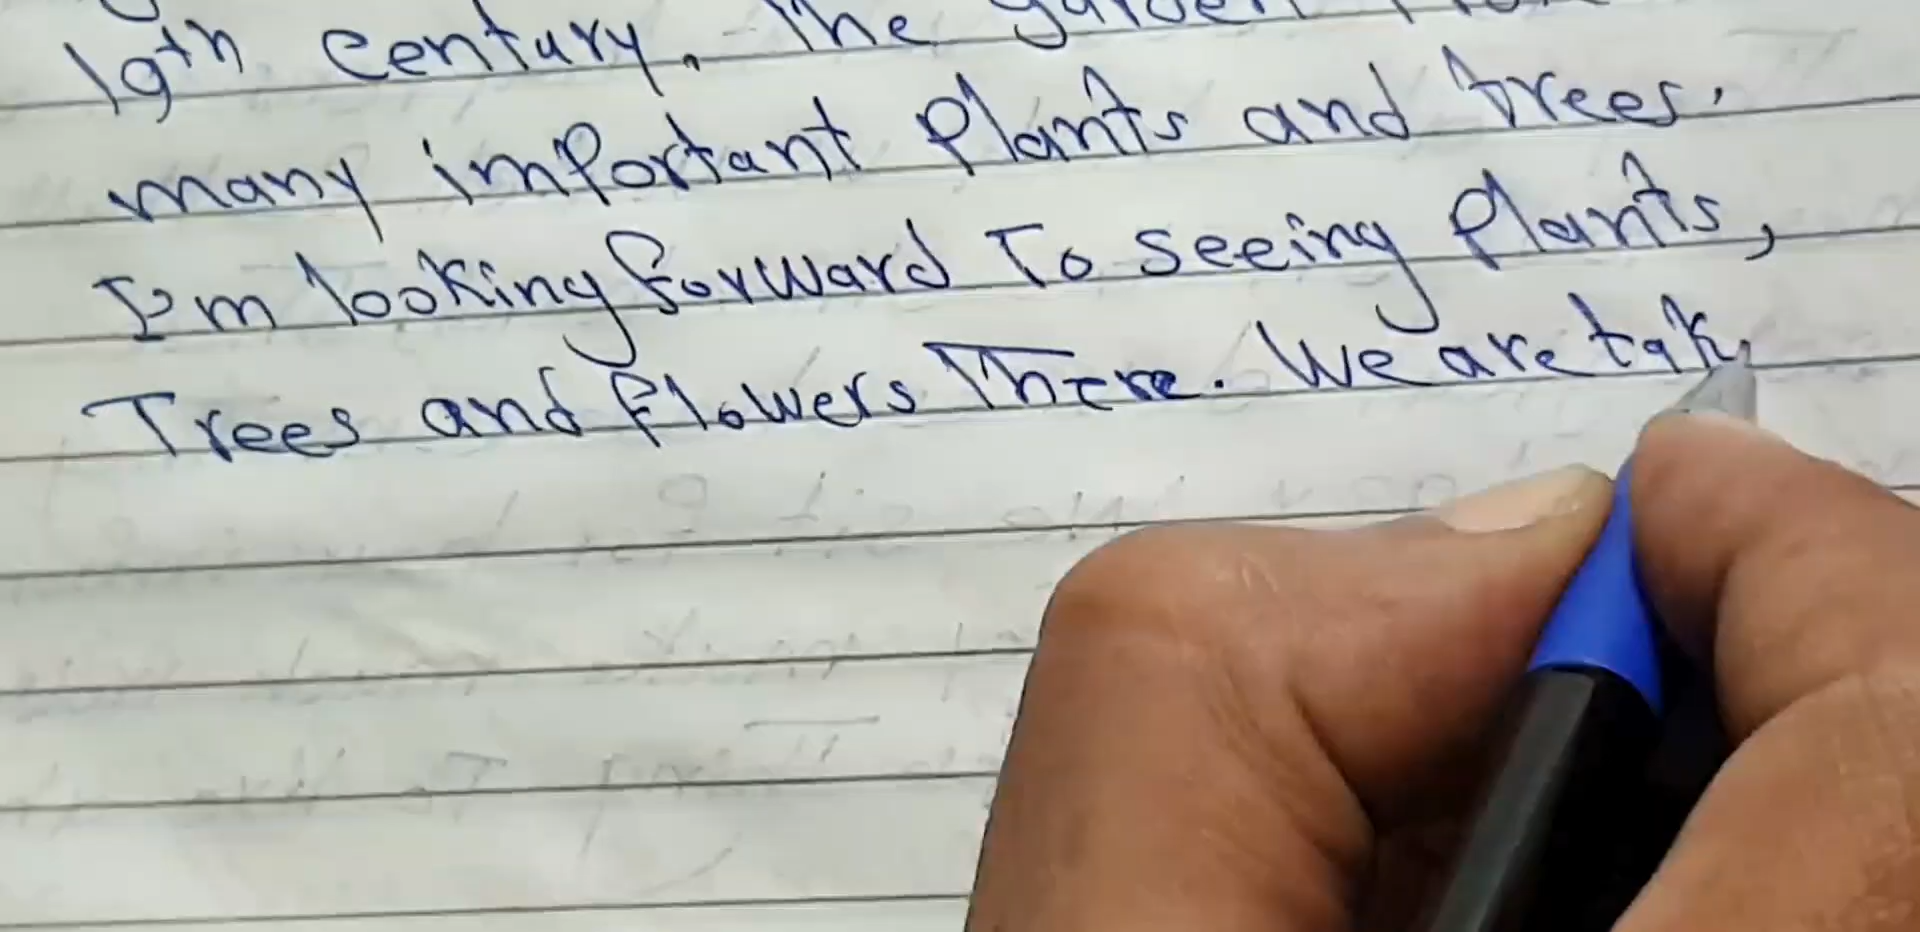 19th century. The garden
many important Plants and trees.
I'm looking forward To seeing Plants,
Trees and flowers There. We are tak